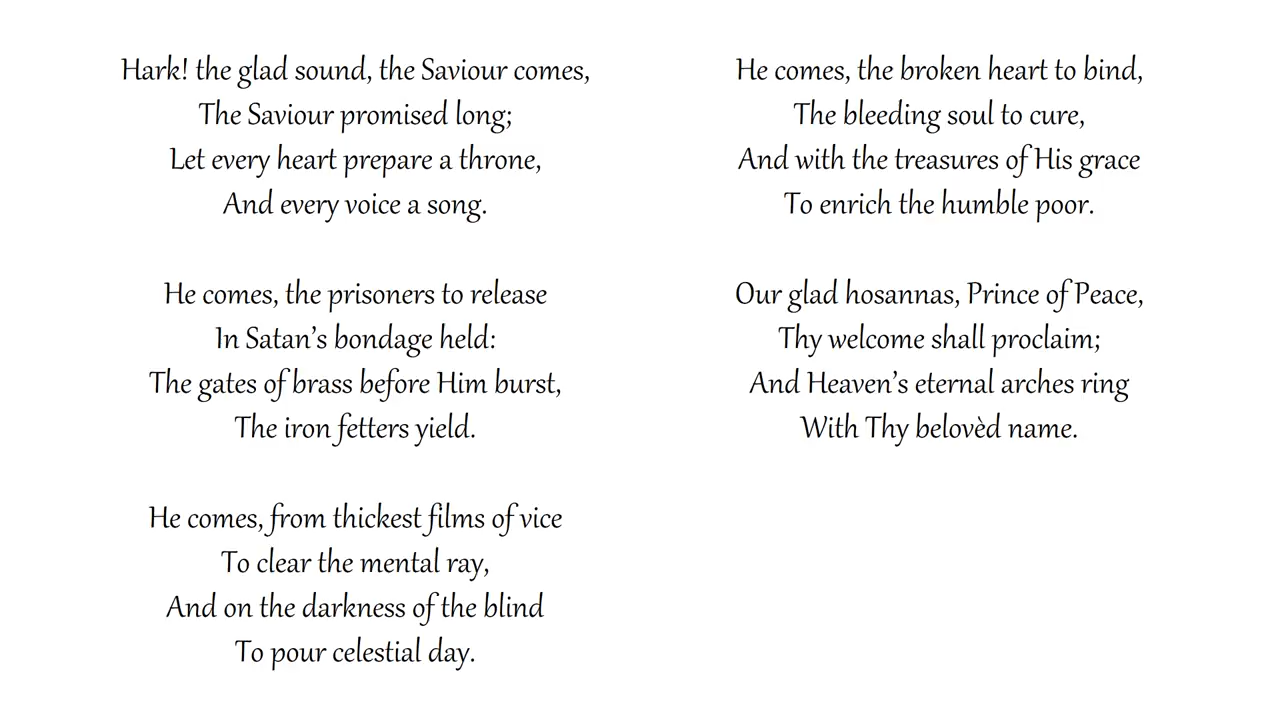 Hark! the glad sound, the Saviour comes,
The Saviour promised long;
Let every heart prepare a throne,
And every voice a song.
He comes, the prisoners to release
In Satan’s bondage held:
The gates of brass before Him burst,
The iron fetters yield.
He comes, from thickest films of vice
To clear the mental ray,
And on the darkness of the blind
To pour celestial day.
He comes, the broken heart to bind,
The bleeding soul to cure,
And with the treasures of His grace
To enrich the humble poor.
Our glad hosannas, Prince of Peace,
Thy welcome shall proclaim;
And Heaven’s eternal arches ring
With Thy belovèd name.